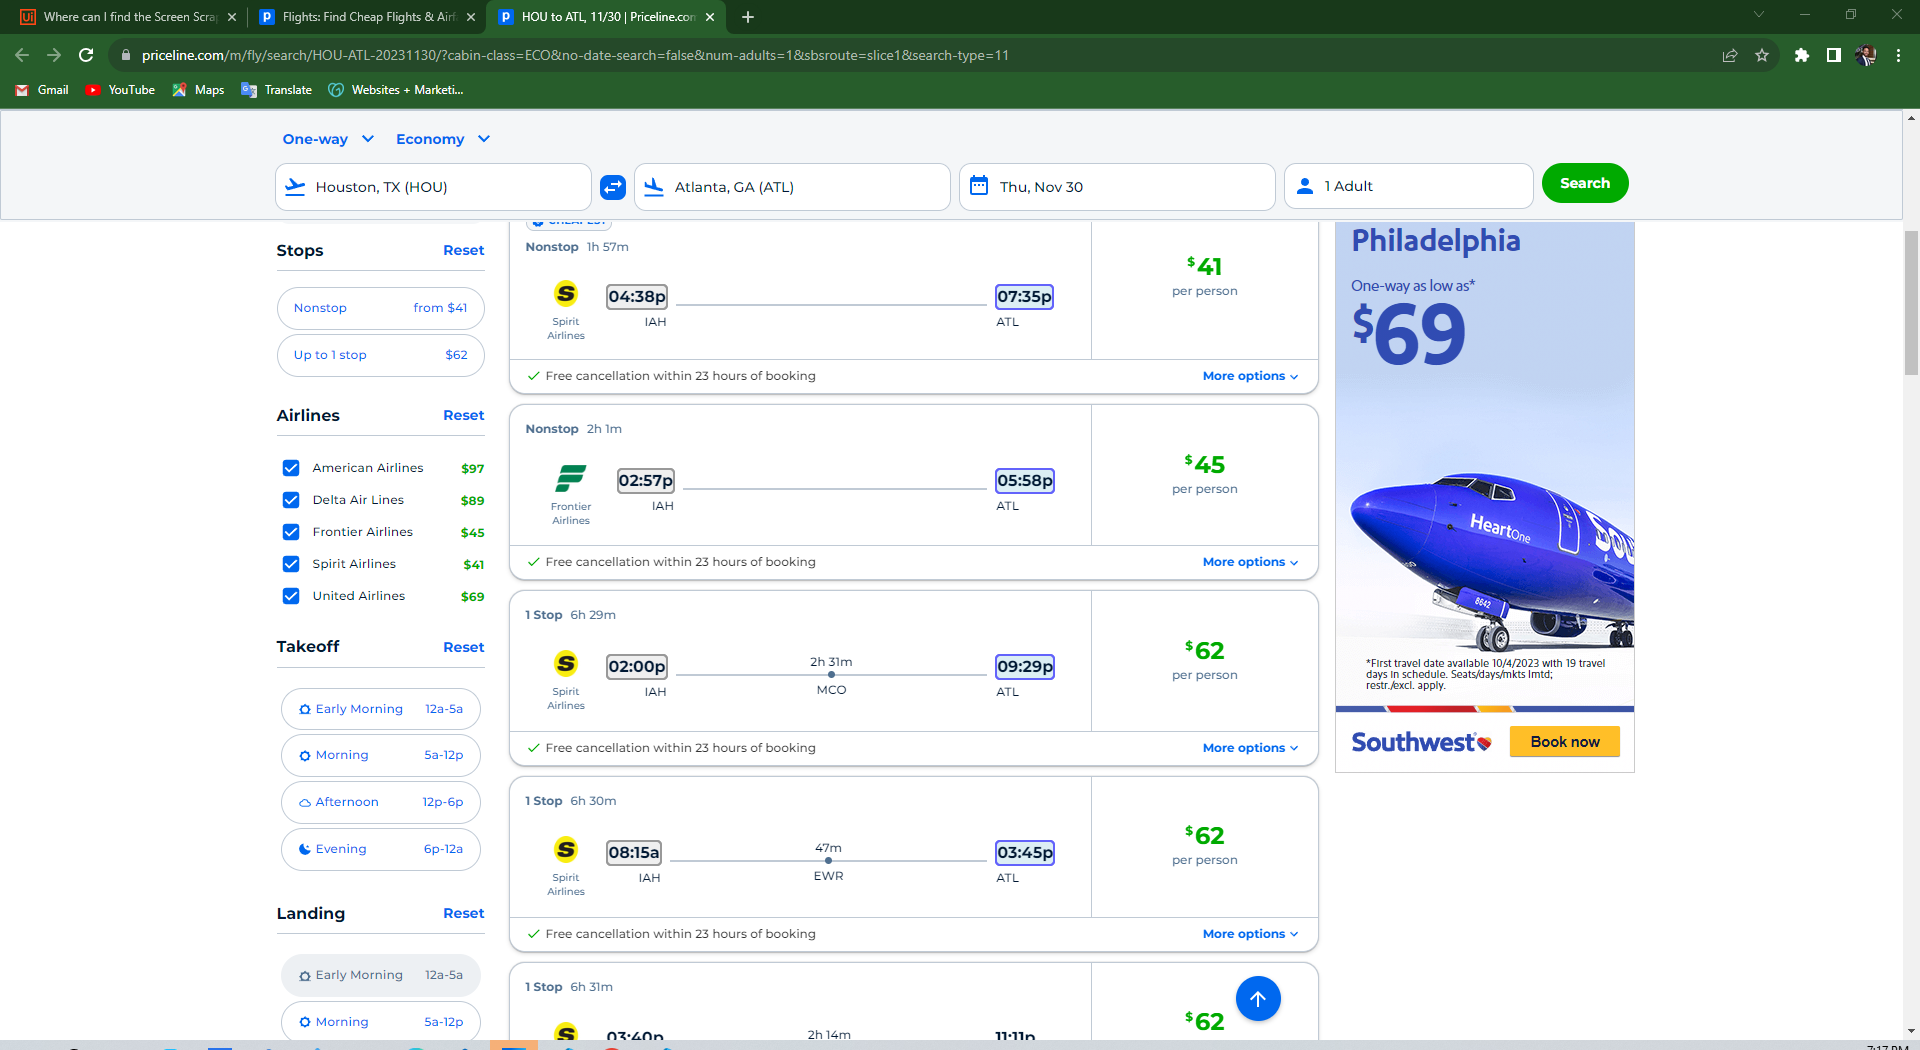 Where can I find the Screen Scra
Flights: Find Cheap Flights & Airf
HOU to ATL, 11/30 | Priceline.con
priceline.com/m/fly/search/HOU-ATL-20231130/?cabin-class=ECO&no-date-search=false&num-adults=1&sbsroute=slice1&search-type=11
Gmail
YouTube
Maps
Translate
Websites + Marketi...
One-way
Economy
Houston, TX (HOU)
Atlanta, GA (ATL)
Thu, Nov 30
1 Adult
Search
Stops Reset
Nonstop from $41
Up to 1 stop $62
Airlines Reset
American Airlines $97
Delta Air Lines $89
Frontier Airlines $45
Spirit Airlines $41
United Airlines $69
Takeoff Reset
Early Morning 12a-5a
Morning 5a-12p
Afternoon 12p-6p
Evening 6p-12a
Landing Reset
Early Morning 12a-5a
Morning 5a-12p
CHEAPEST
Nonstop 1h 57m
Spirit
Airlines
04:38p
IAH
07:35p
ATL
$41
per person
Free cancellation within 23 hours of booking
More options
Nonstop 2h 1m
Frontier
Airlines
02:57p
IAH
05:58p
ATL
$45
per person
Free cancellation within 23 hours of booking
More options
1 Stop 6h 29m
Spirit
Airlines
02:00p
IAH
2h 31m
MCO
09:29p
ATL
$62
per person
Free cancellation within 23 hours of booking
More options
1 Stop 6h 30m
Spirit
Airlines
08:15a
IAH
47m
EWR
03:45p
ATL
$62
per person
Free cancellation within 23 hours of booking
More options
1 Stop 6h 31m
03:40p
2h 14m
11:11p
$62
Philadelphia
One-way as low as*
$69
HeartOne
SOU
8642
*First travel date available 10/4/2023 with 19 travel
days in schedule. Seats/days/mkts lmtd;
restr./excl. apply.
Southwest
Book now
7:17 PM